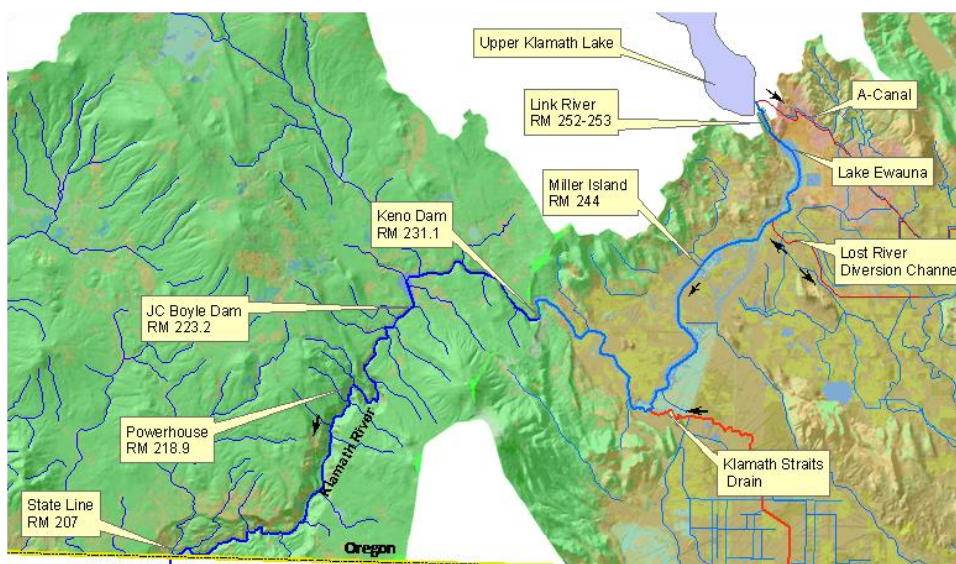 Upper Klamath Lake
A-Canal
Link River
RM 252-253
Lake Ewauna
Miller Island
RM 244
Keno Dam
RM 231.1
Lost River
Diversion Channel
JC Boyle Dam
RM 223.2
Powerhouse
RM 218.9
Klamath River
Klamath Straits
Drain
State Line
RM 207
Oregon